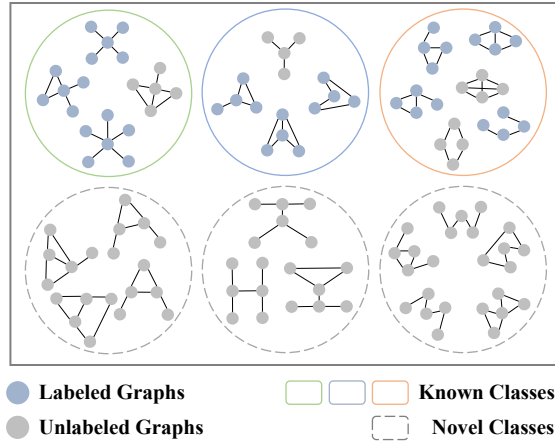 Labeled Graphs
Known Classes
Unlabeled Graphs
Novel Classes